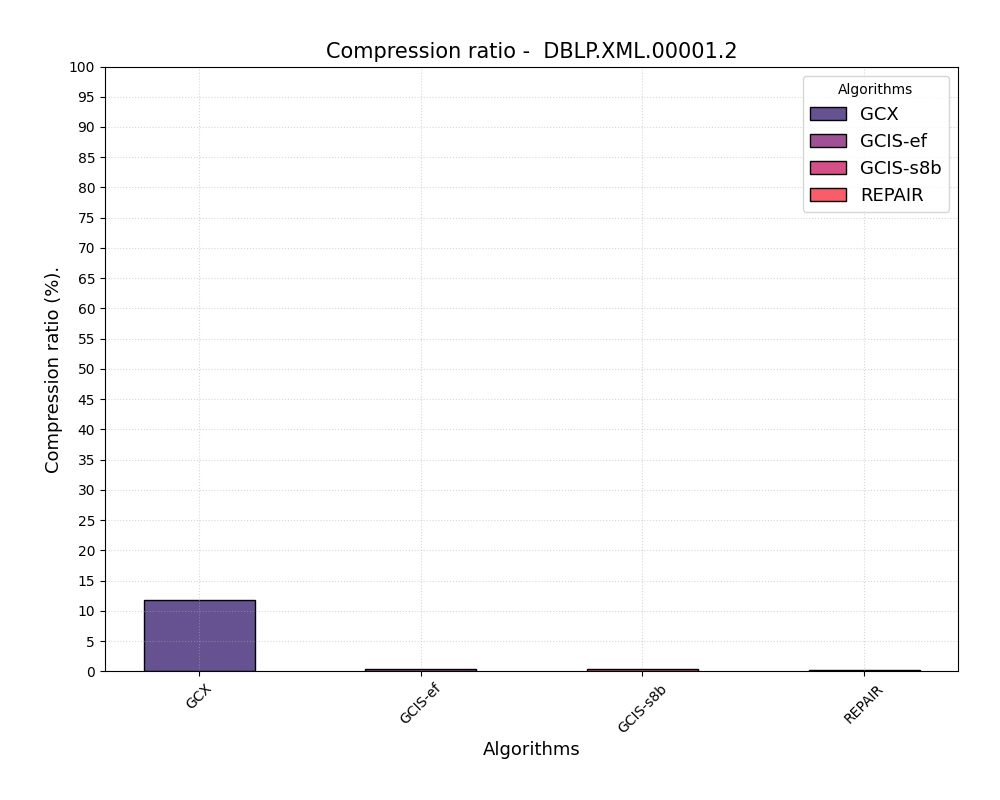 Compression ratio -  DBLP.XML.00001.2
100
95
90
85
80
75
70
65
60
55
50
45
40
35
30
25
20
15
10
5
0
Compression ratio (%).
Algorithms
GCX
GCIS-ef
GCIS-s8b
REPAIR
GCX
GCIS-ef
GCIS-s8b
REPAIR
Algorithms